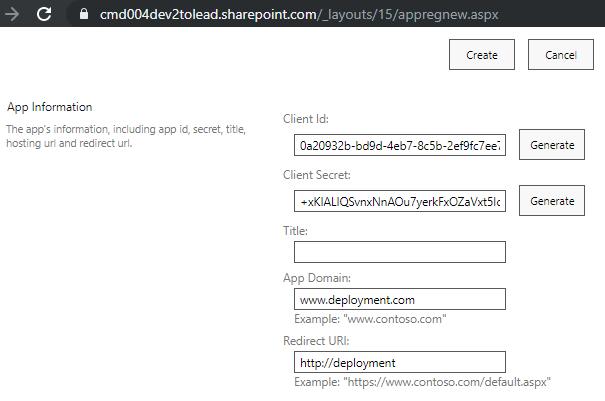 cmd004dev2tolead.sharepoint.com/_layouts/15/appregnew.aspx
Create Cancel
App Information
The app's information, including app id, secret, title,
hosting url and redirect url.
Client Id:
0a20932b-bd9d-4eb7-8c5b-2ef9fc7ee7 Generate
Client Secret:
Generate
Title:
App Domain:
www.deployment.com
Example: "www.contoso.com"
Redirect URI:
http://deployment
Example: "https://www.contoso.com/default.aspx"